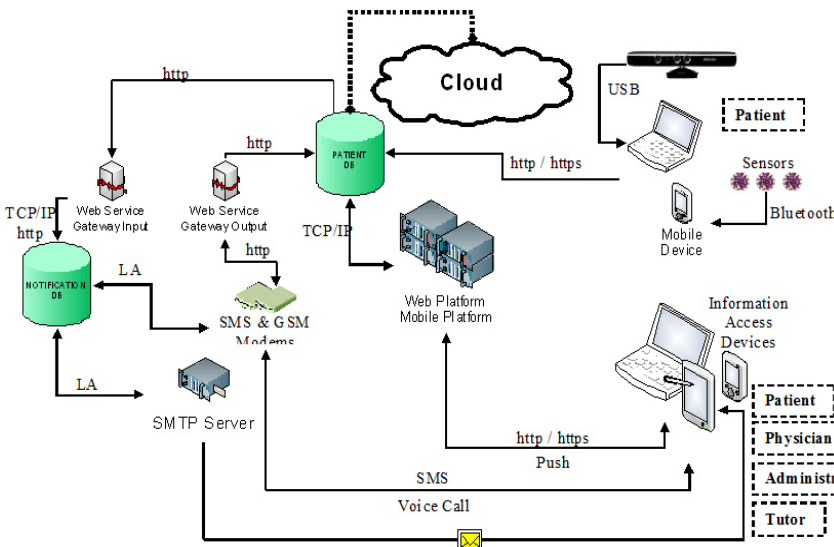 Cloud
http
USB
Patient
PATIENT
DB
http
http / https
Sensors
Web Service
Gateway Input
Web Service
Gateway Output
TCP/IP
http
Bluetooth
Mobile
Device
TCP/IP
http
LA
NOTIFICATION
DB
Web Platform
Mobile Platform
Information
Access
Devices
SMS & GSM
Modems
LA
SMTP Server
Patient
Physician
http / https
Push
Administr
SMS
Voice Call
Tutor